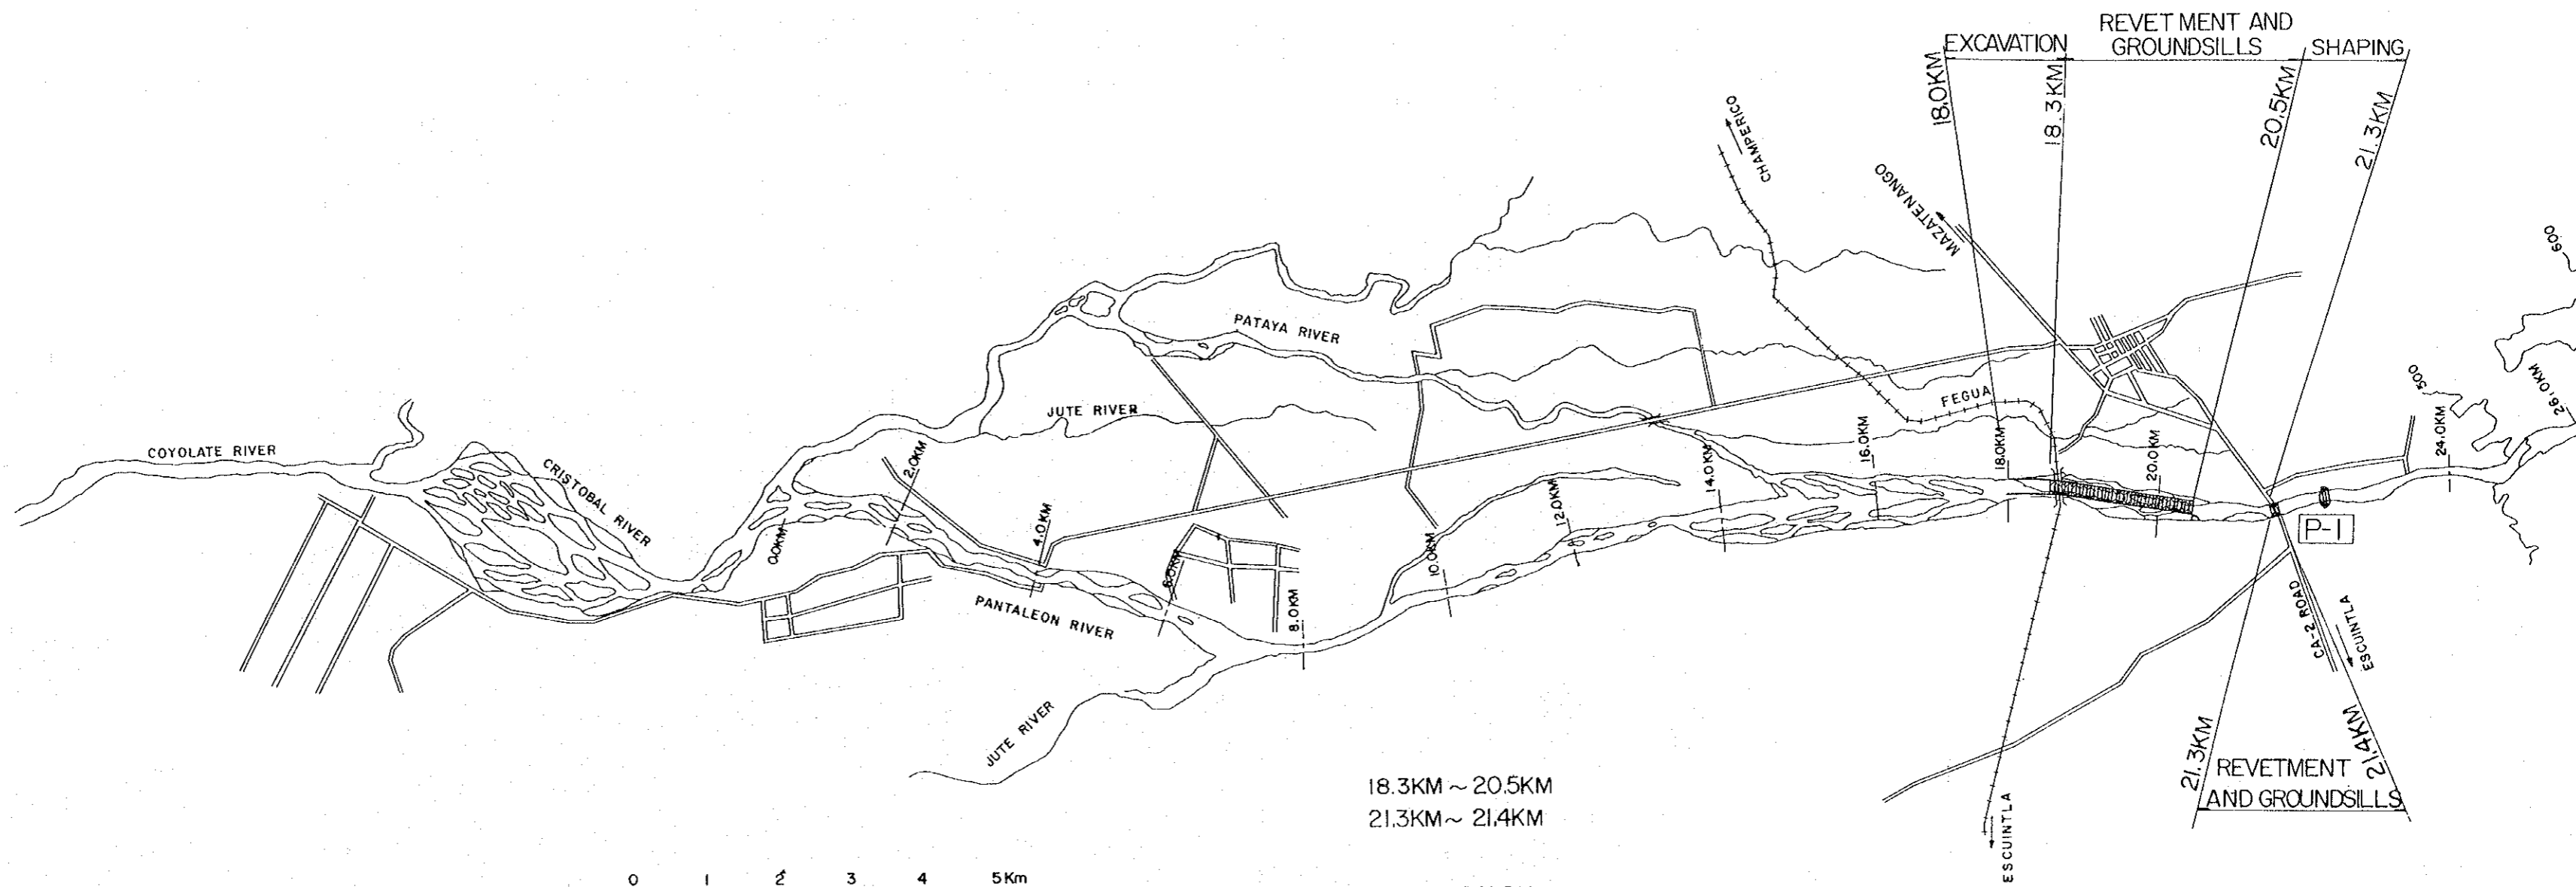 REVETMENT AND
GROUNDSILLS
EXCAVATION
SHAPING
18.0KM
18.3KM
20.5KM
21.3KM
CHAMPERICO
MAZATENANGO
600
PATAYA RIVER
500
26.0KM
FEGUA
JUTE RIVER
COYOLATE RIVER
CRISTOBAL RIVER
2.0KM
14.0KM
16.0KM
18.0KM
20.0KM
24.0KM
0.0KM
4.0KM
6.0KM
8.0KM
10.0KM
12.0KM
P-1
PANTALEON RIVER
CA-2 ROAD
ESCUINTLA
JUTE RIVER
21.3KM
21.4KM
REVETMENT
AND GROUNDSILLS
18.3KM ~ 20.5KM
21.3KM ~ 21.4KM
ESCUINTLA
0 1 2 3 4 5Km